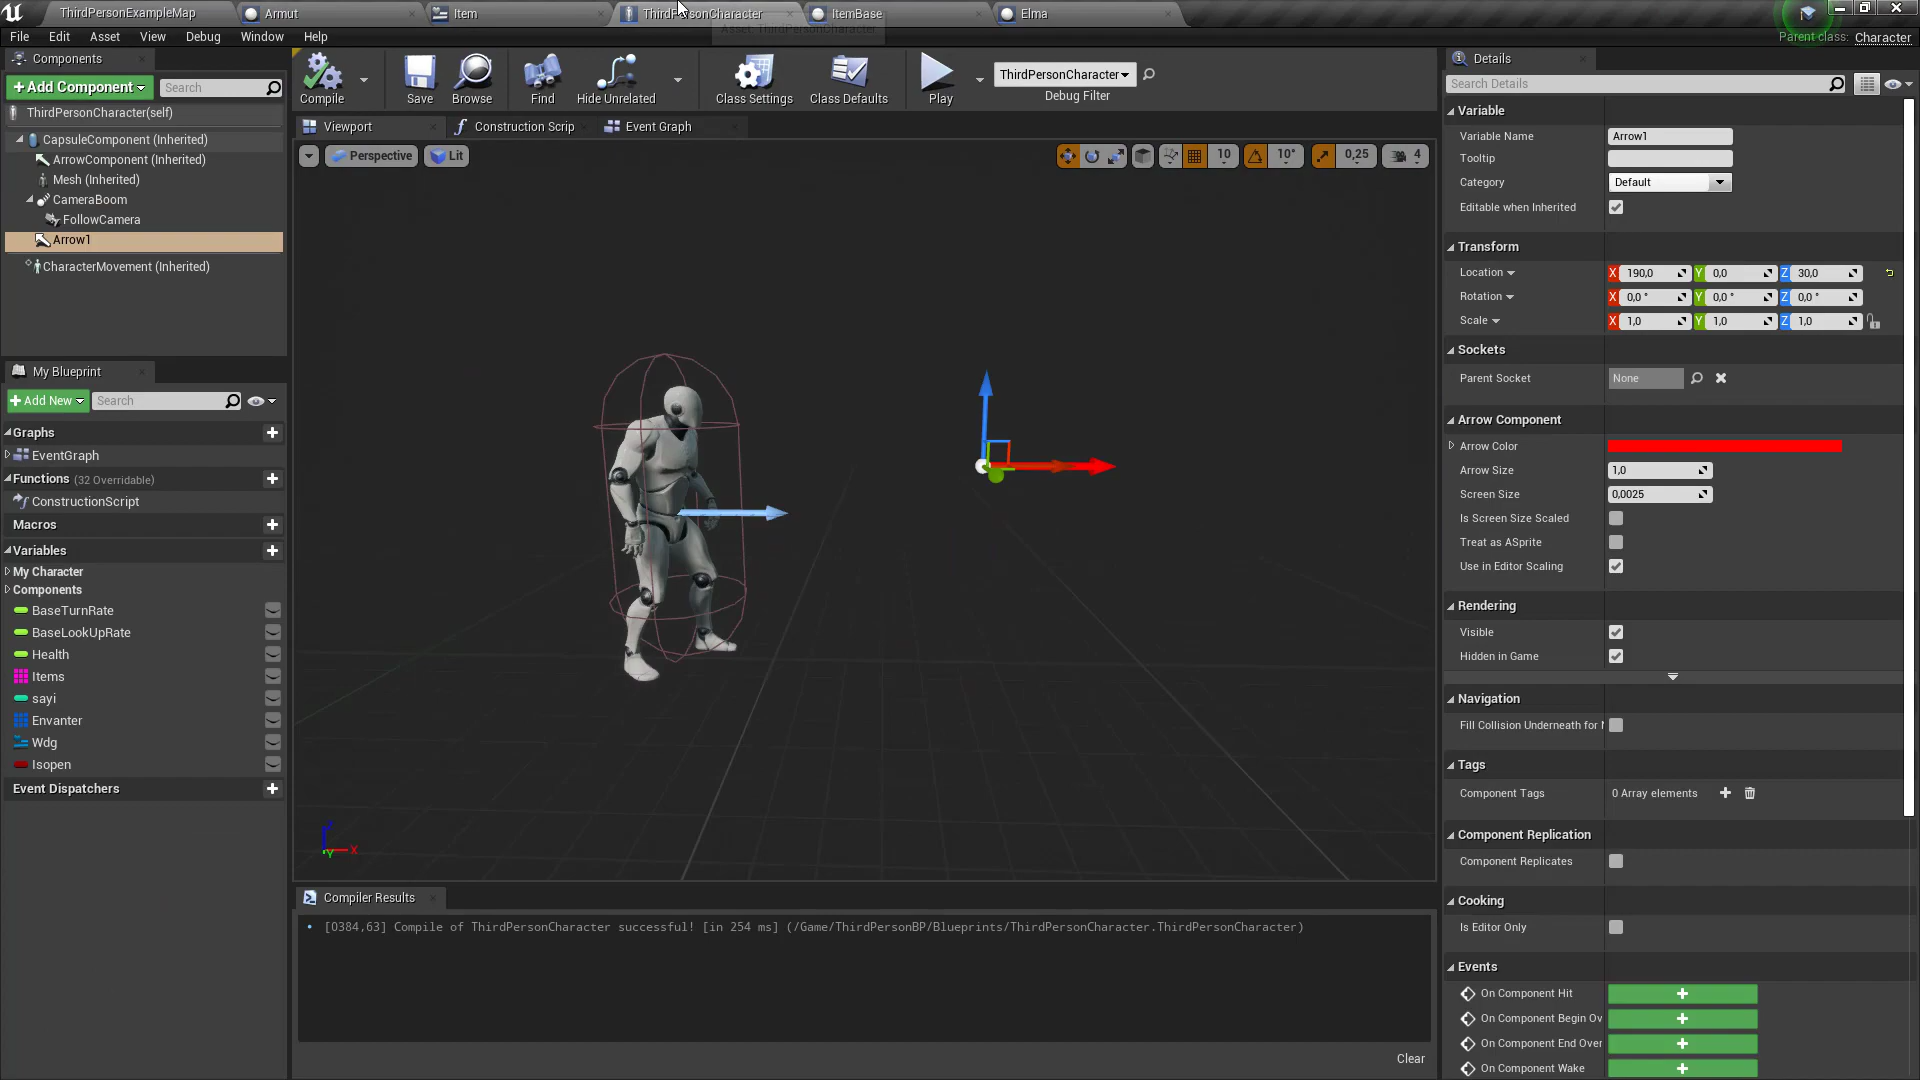 ThirdPersonExampleMap
Armut
Item
ThirdPersonCharacter
ItemBase
Elma
File Edit Asset View Debug Window Help
Asset: ThirdPersonCharacter
Parent class: Character
Components
+Add Component
Search
ThirdPersonCharacter(self)
CapsuleComponent (Inherited)
ArrowComponent (Inherited)
Mesh (Inherited)
CameraBoom
FollowCamera
Arrow1
CharacterMovement (Inherited)
My Blueprint
+Add New
Search
Graphs
EventGraph
Functions (32 Overridable)
ConstructionScript
Macros
Variables
My Character
Components
BaseTurnRate
BaseLookUpRate
Health
Items
sayi
Envanter
Wdg
Isopen
Event Dispatchers
Compile
Save
Browse
Find
Hide Unrelated
Class Settings
Class Defaults
Play
ThirdPersonCharacter
Debug Filter
Viewport
Construction Scrip
Event Graph
Perspective
Lit
10
10°
0,25
4
Z
X
Y
Compiler Results
[0384,63] Compile of ThirdPersonCharacter successful! [in 254 ms] (/Game/ThirdPersonBP/Blueprints/ThirdPersonCharacter.ThirdPersonCharacter)
Clear
Details
Search Details
Variable
Variable Name Arrow1
Tooltip
Category Default
Editable when Inherited
Transform
Location X 190,0 Y 0,0 Z 30,0
Rotation X 0,0 ° Y 0,0 ° Z 0,0 °
Scale X 1,0 Y 1,0 Z 1,0
Sockets
Parent Socket None
Arrow Component
Arrow Color
Arrow Size 1,0
Screen Size 0,0025
Is Screen Size Scaled
Treat as ASprite
Use in Editor Scaling
Rendering
Visible
Hidden in Game
Navigation
Fill Collision Underneath for
Tags
Component Tags 0 Array elements
Component Replication
Component Replicates
Cooking
Is Editor Only
Events
On Component Hit
On Component Begin Ov
On Component End Over
On Component Wake